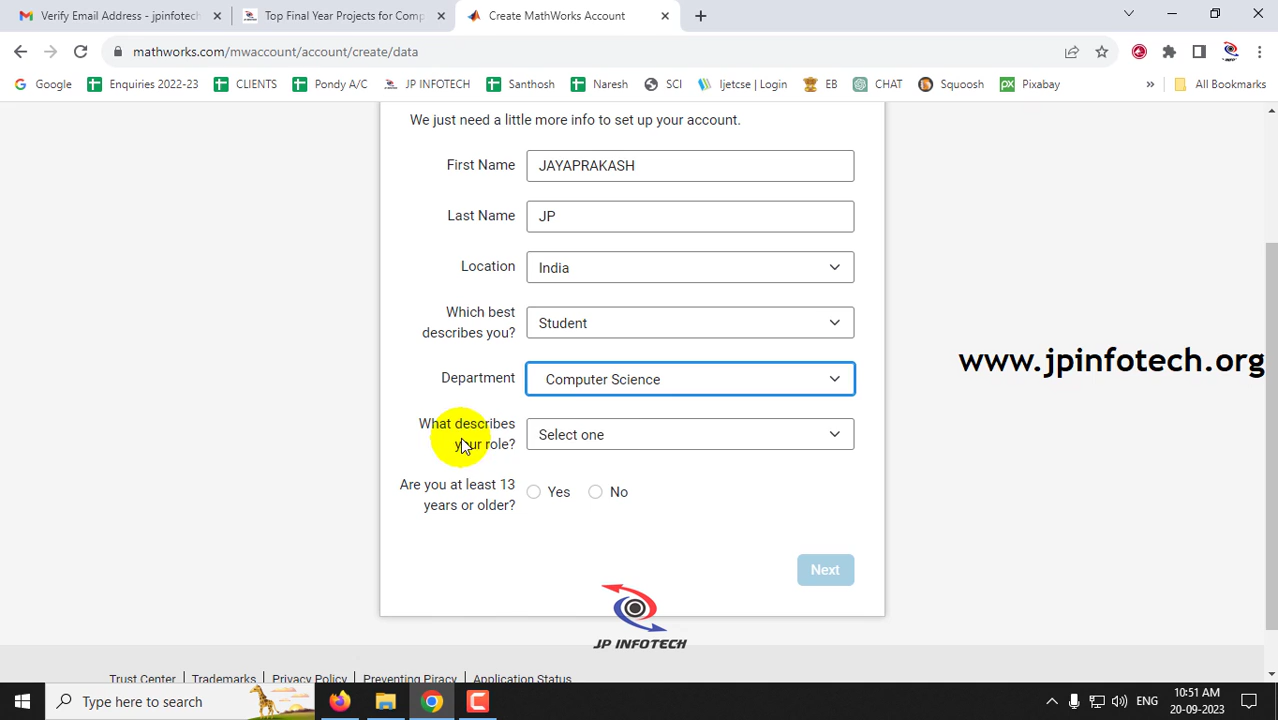 Verify Email Address - jpinfotech
Top Final Year Projects for Comp
Create MathWorks Account
mathworks.com/mwaccount/account/create/data
Google
Enquiries 2022-23
CLIENTS
Pondy A/C
JP INFOTECH
Santhosh
Naresh
SCI
Ijetcse | Login
EB
CHAT
Squoosh
Pixabay
»
All Bookmarks
We just need a little more info to set up your account.
First Name
JAYAPRAKASH
Last Name
JP
Location
India
Which best
describes you?
Student
Department
Computer Science
What describes
your role?
Select one
Are you at least 13
years or older?
Yes
No
Next
www.jpinfotech.org
JP INFOTECH
Trust Center
Trademarks
Privacy Policy
Preventing Piracy
Application Status
Type here to search
ENG
10:51 AM
20-09-2023